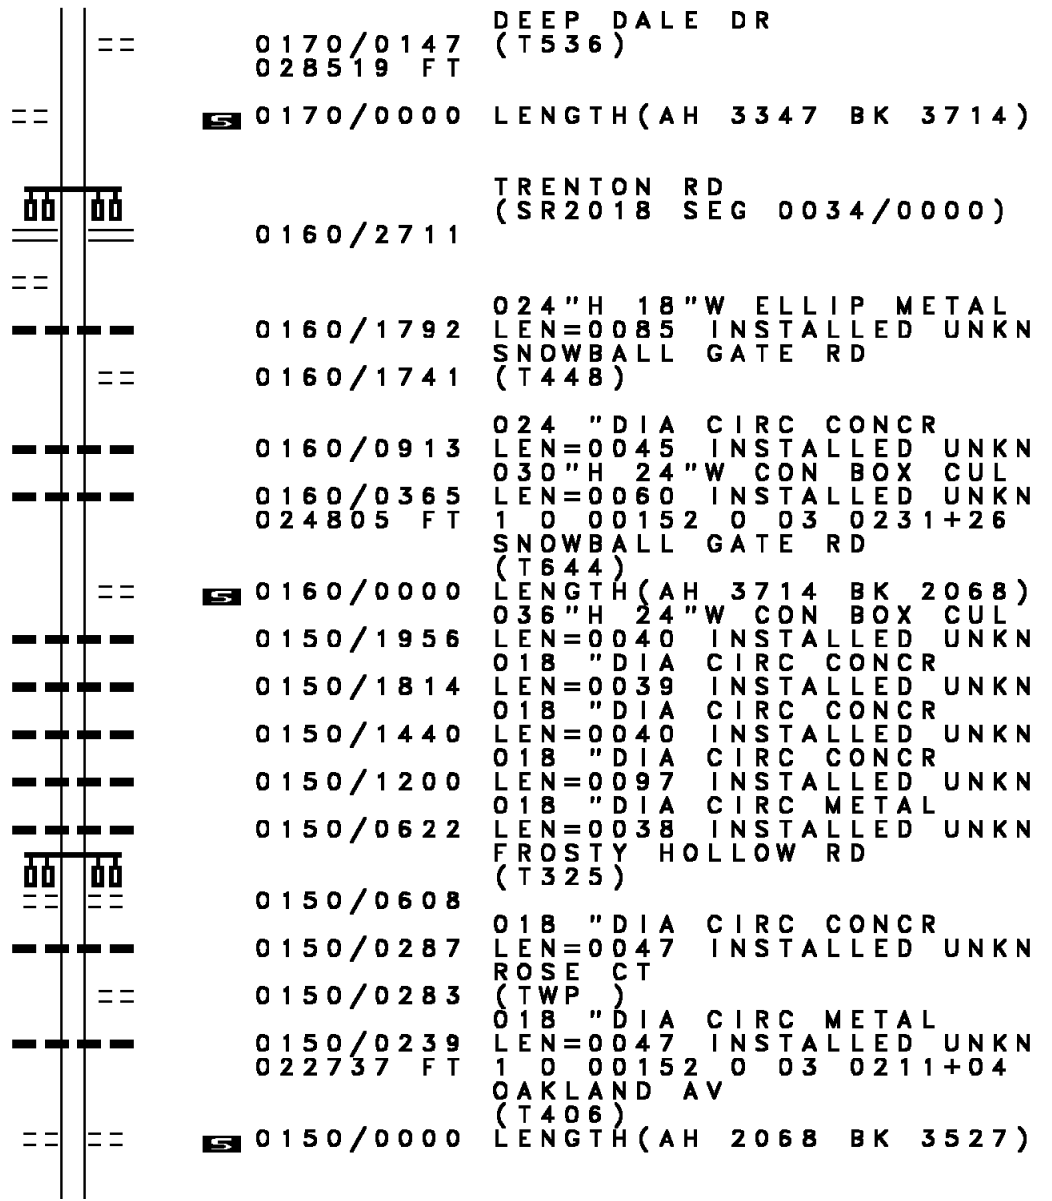 DEEP DALE DR
0170/0147 (T536)
028519 FT
S 0170/0000 LENGTH(AH 3347 BK 3714)
TRENTON RD
(SR2018 SEG 0034/0000)
0160/2711
024"H 18"W ELLIP METAL
0160/1792 LEN=0085 INSTALLED UNKN
SNOWBALL GATE RD
0160/1741 (T448)
024 "DIA CIRC CONCR
0160/0913 LEN=0045 INSTALLED UNKN
030"H 24"W CON BOX CUL
0160/0365 LEN=0060 INSTALLED UNKN
024805 FT 1 0 00152 0 03 0231+26
SNOWBALL GATE RD
(T644)
S 0160/0000 LENGTH(AH 3714 BK 2068)
036"H 24"W CON BOX CUL
0150/1956 LEN=0040 INSTALLED UNKN
018 "DIA CIRC CONCR
0150/1814 LEN=0039 INSTALLED UNKN
018 "DIA CIRC CONCR
0150/1440 LEN=0040 INSTALLED UNKN
018 "DIA CIRC CONCR
0150/1200 LEN=0097 INSTALLED UNKN
018 "DIA CIRC METAL
0150/0622 LEN=0038 INSTALLED UNKN
FROSTY HOLLOW RD
(T325)
0150/0608
018 "DIA CIRC CONCR
0150/0287 LEN=0047 INSTALLED UNKN
ROSE CT
0150/0283 (TWP )
018 "DIA CIRC METAL
0150/0239 LEN=0047 INSTALLED UNKN
022737 FT 1 0 00152 0 03 0211+04
OAKLAND AV
(T406)
S 0150/0000 LENGTH(AH 2068 BK 3527)